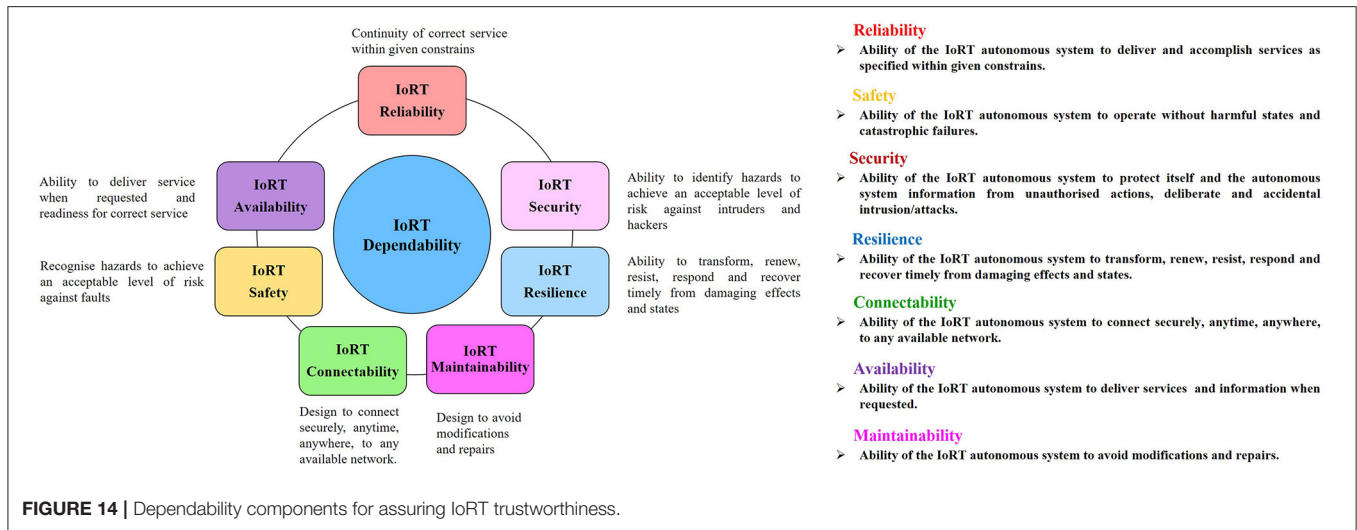 Continuity of correct service
within given constrains
IoRT
Reliability
Ability to deliver service
when requested and
readiness for correct service
IoRT
Availability
IoRT
Dependability
IoRT
Security
Ability to identify hazards to
achieve an acceptable level of
risk against intruders and
hackers
Recognise hazards to achieve
an acceptable level of risk
against faults
IoRT
Safety
IoRT
Resilience
Ability to transform, renew,
resist, respond and recover
timely from damaging effects
and states
IoRT
Connectability
IoRT
Maintainability
Design to connect
securely, anytime,
anywhere, to any
available network.
Design to avoid
modifications
and repairs
Reliability
➤ Ability of the IoRT autonomous system to deliver and accomplish services as
specified within given constrains.
Safety
➤ Ability of the IoRT autonomous system to operate without harmful states and
catastrophic failures.
Security
➤ Ability of the IoRT autonomous system to protect itself and the autonomous
system information from unauthorised actions, deliberate and accidental
intrusion/attacks.
Resilience
➤ Ability of the IoRT autonomous system to transform, renew, resist, respond and
recover timely from damaging effects and states.
Connectability
➤ Ability of the IoRT autonomous system to connect securely, anytime, anywhere,
to any available network.
Availability
➤ Ability of the IoRT autonomous system to deliver services and information when
requested.
Maintainability
➤ Ability of the IoRT autonomous system to avoid modifications and repairs.
FIGURE 14 | Dependability components for assuring IoRT trustworthiness.